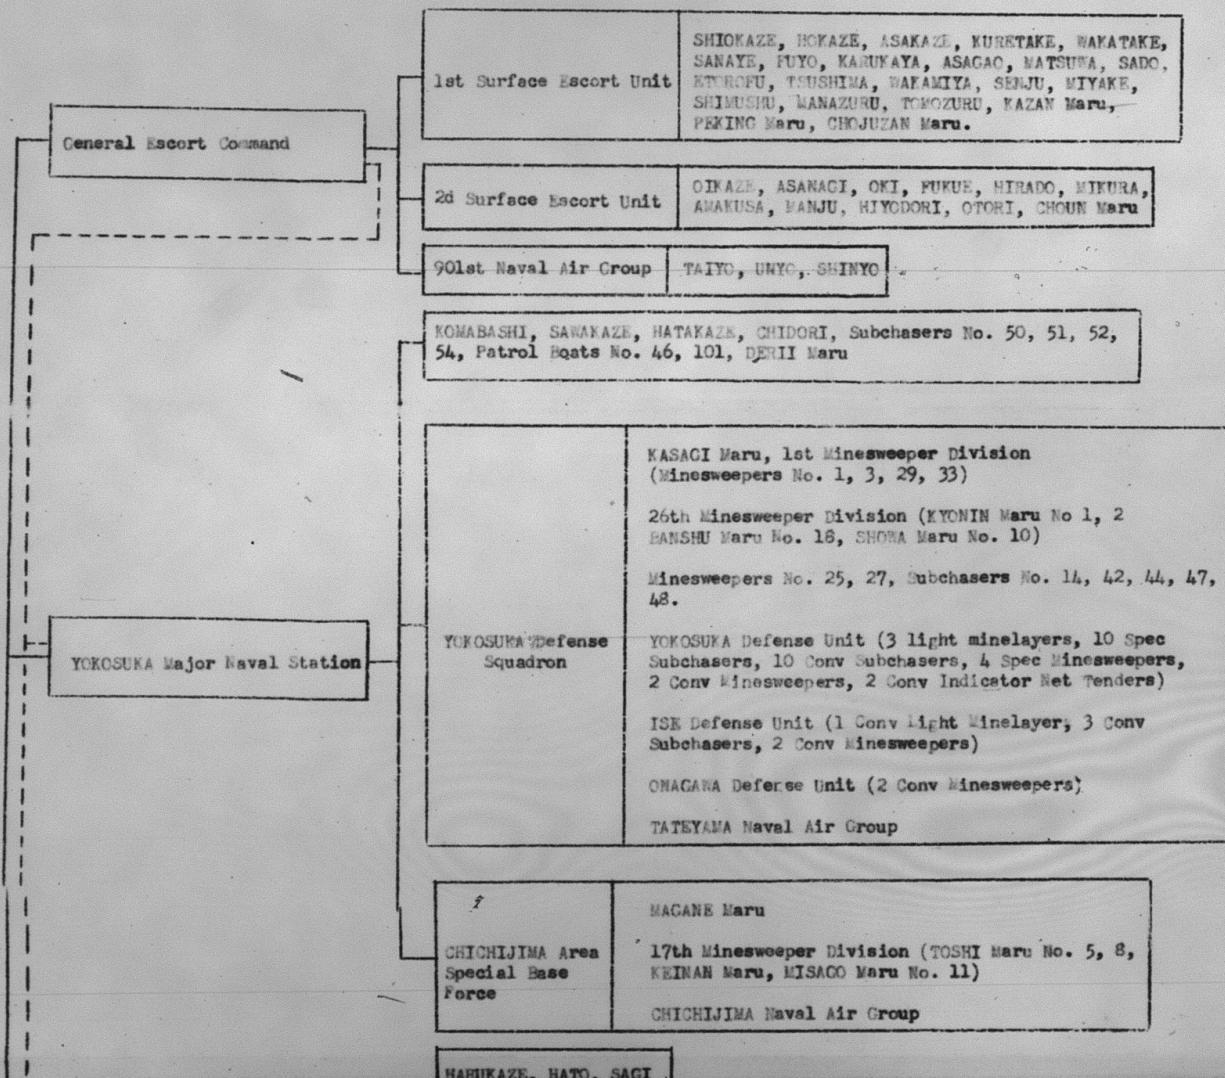 General Escort Command
1st Surface Escort Unit
SHIOKAZE, HOKAZE, ASAKAZE, KURETAKE, WAKATAKE,
SANAYE, FUYO, KARUKAYA, ASAGAO, MATSUWA, SADO,
ETOROFU, TSUSHIMA, WAKAMIYA, SENJU, MIYAKE,
SHIMUSHU, MANAZURU, TOMOZURU, KAZAN Maru,
PEKING Maru, CHOJUZAN Maru.
2d Surface Escort Unit
OIKAZE, ASANAGI, OKI, FUKUE, HIRADO, MIKURA,
AMAKUSA, MANJU, HIYODORI, OTORI, CHOUN Maru
901st Naval Air Group
TAIYO, UNYO, SHINYO
KOMABASHI, SAWAKAZE, HATAKAZE, CHIDORI, Subchasers No. 50, 51, 52,
54, Patrol Boats No. 46, 101, DERII Maru
YOKOSUKA Major Naval Station
YOKOSUKA Defense
Squadron
KASAGI Maru, 1st Minesweeper Division
(Minesweepers No. 1, 3, 29, 33)
26th Minesweeper Division (KYONIN Maru No 1, 2
BANSHU Maru No. 18, SHOWA Maru No. 10)
Minesweepers No. 25, 27, Subchasers No. 14, 42, 44, 47,
48.
YOKOSUKA Defense Unit (3 light minelayers, 10 Spec
Subchasers, 10 Conv Subchasers, 4 Spec Minesweepers,
2 Conv Minesweepers, 2 Conv Indicator Net Tenders)
ISE Defense Unit (1 Conv Light Minelayer, 3 Conv
Subchasers, 2 Conv Minesweepers)
ONAGAWA Defense Unit (2 Conv Minesweepers)
TATEYAMA Naval Air Group
CHICHIJIMA Area
Special Base
Force
MAGANE Maru
17th Minesweeper Division (TOSHI Maru No. 5, 8,
KEINAN Maru, MISAGO Maru No. 11)
CHICHIJIMA Naval Air Group
HARUKAZE, HATO, SAGI